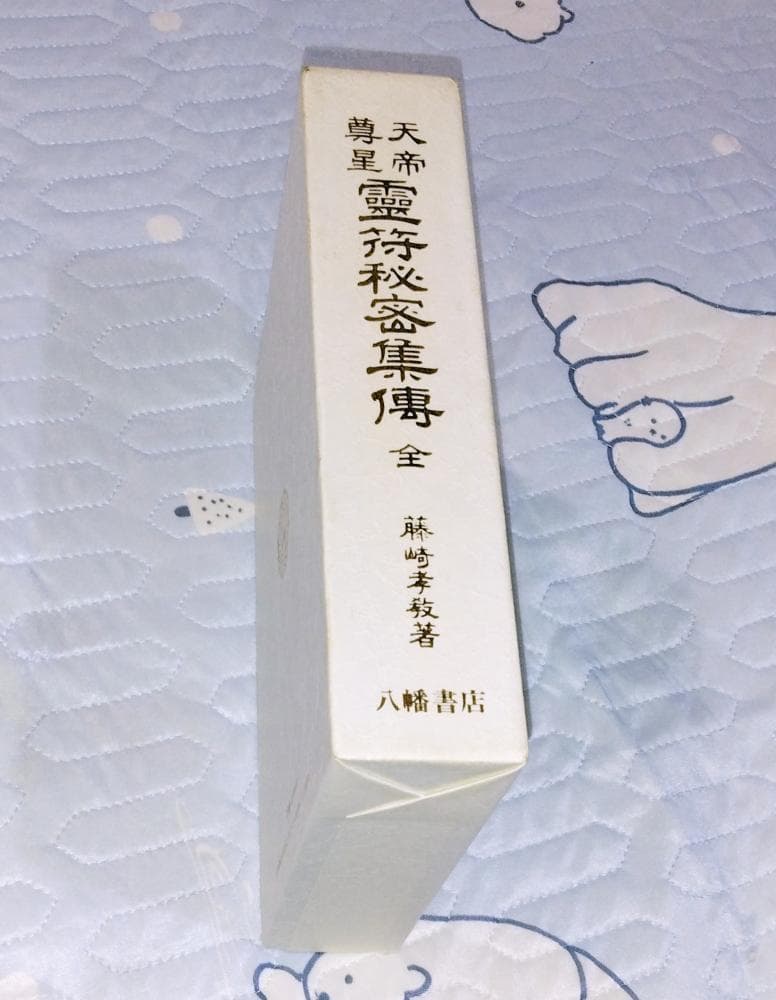 天帝
尊星
靈符秘密集傳
全
藤崎孝敎著
八幡書店